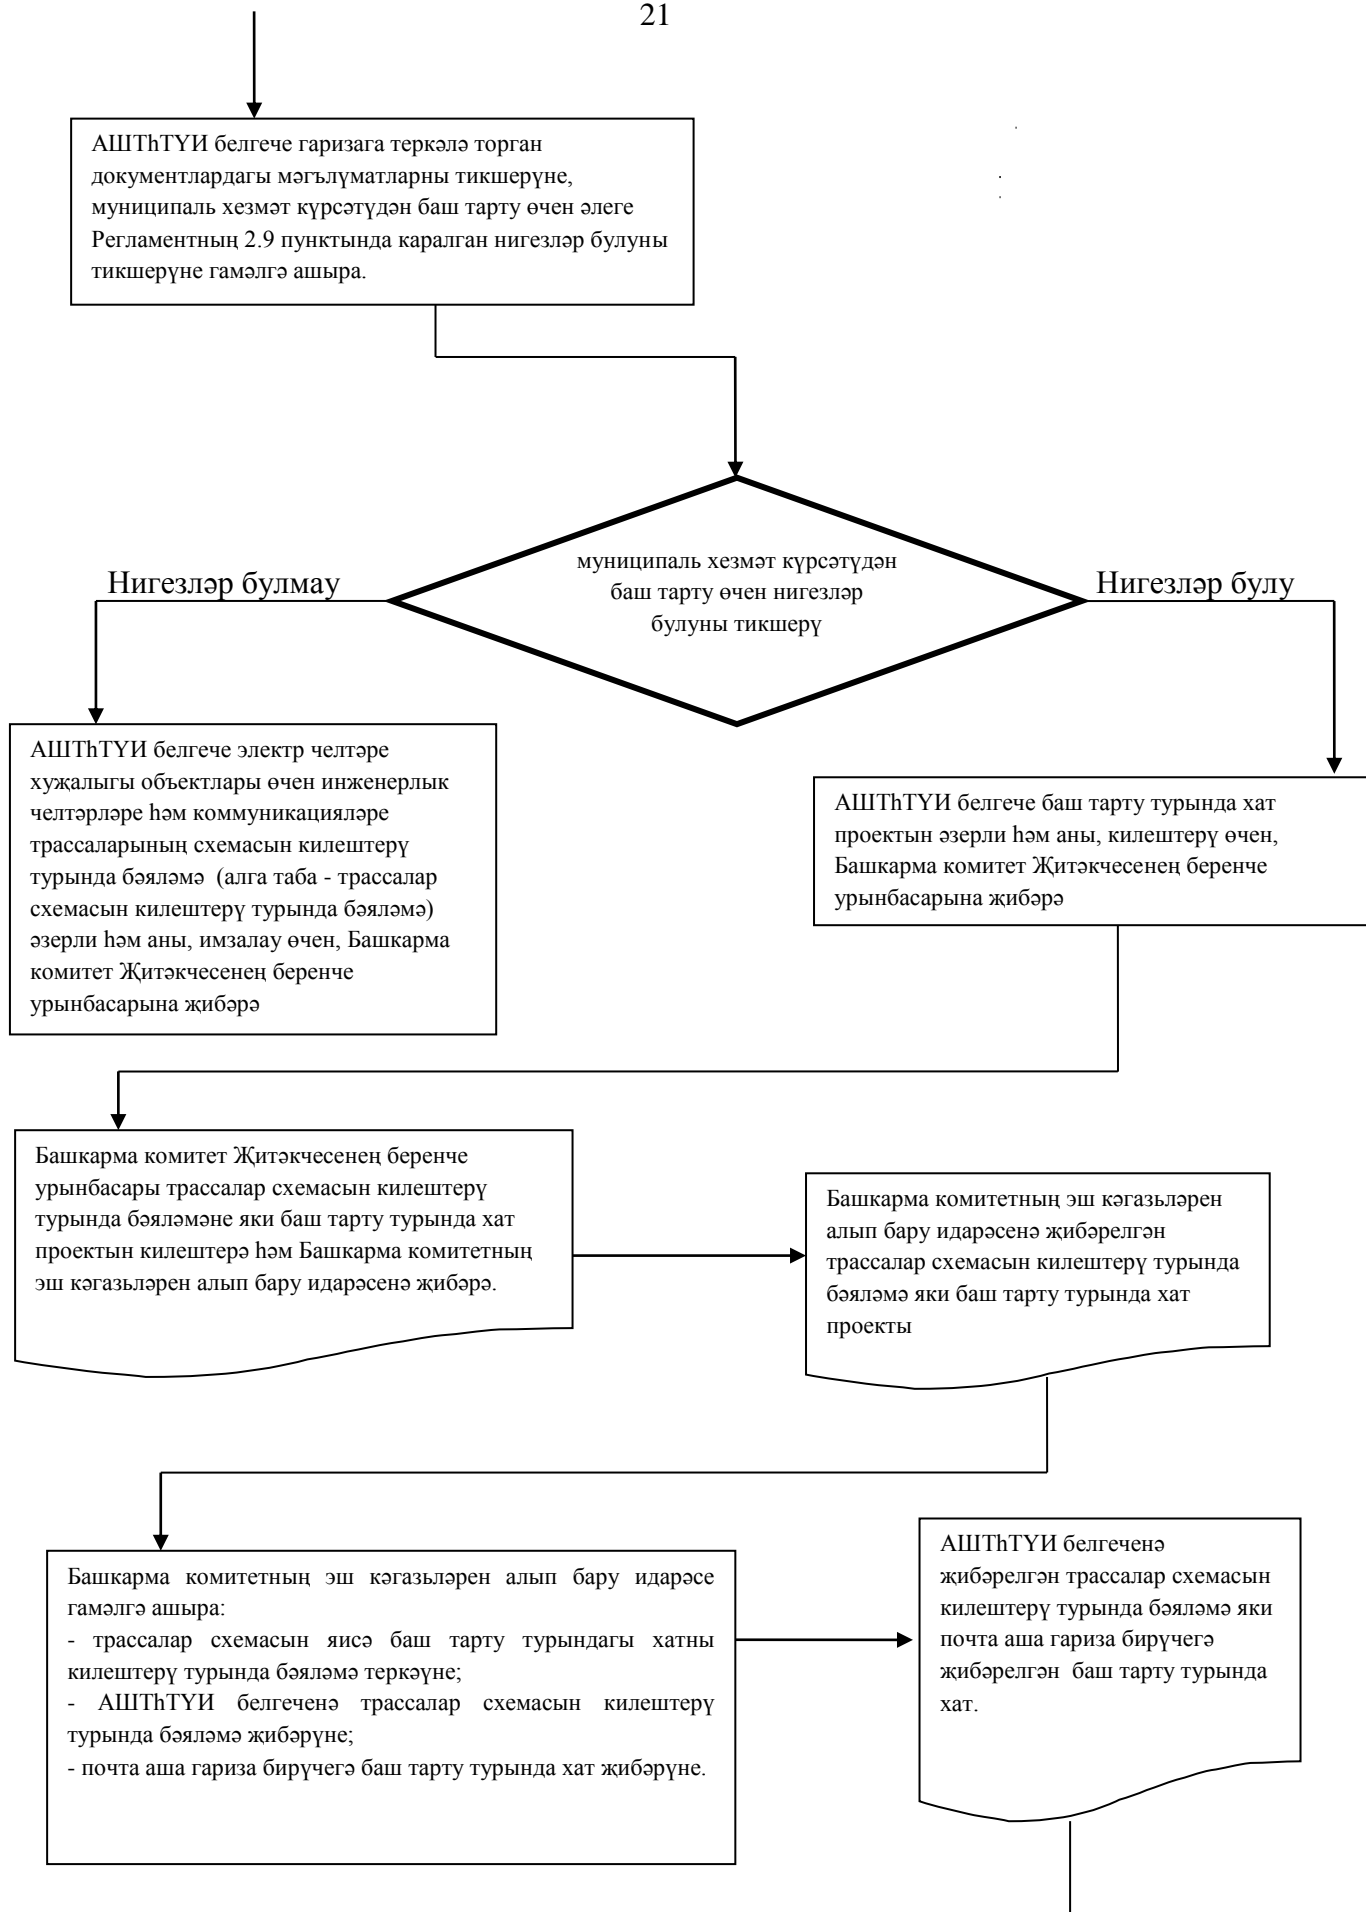 21
АШТһТҮИ белгече гаризага теркәлә торган
документлардагы мәгълүматларны тикшерүне,
муниципаль хезмәт күрсәтүдән баш тарту өчен әлеге
Регламентның 2.9 пунктында каралган нигезләр булуны
тикшерүне гамәлгә ашыра.
муниципаль хезмәт күрсәтүдән
баш тарту өчен нигезләр
булуны тикшерү
Нигезләр булмау
Нигезләр булу
АШТһТҮИ белгече электр челтәре
хуҗалыгы объектлары өчен инженерлык
челтәрләре һәм коммуникацияләре
трассаларының схемасын килештерү
турында бәяләмә (алга таба - трассалар
схемасын килештерү турында бәяләмә)
әзерли һәм аны, имзалау өчен, Башкарма
комитет Җитәкчесенең беренче
урынбасарына җибәрә
АШТһТҮИ белгече баш тарту турында хат
проектын әзерли һәм аны, килештерү өчен,
Башкарма комитет Җитәкчесенең беренче
урынбасарына җибәрә
Башкарма комитет Җитәкчесенең беренче
урынбасары трассалар схемасын килештерү
турында бәяләмәне яки баш тарту турында хат
проектын килештерә һәм Башкарма комитетның
эш кәгазьләрен алып бару идарәсенә җибәрә.
Башкарма комитетның эш кәгазьләрен
алып бару идарәсенә җибәрелгән
трассалар схемасын килештерү турында
бәяләмә яки баш тарту турында хат
проекты
Башкарма комитетның эш кәгазьләрен алып бару идарәсе
гамәлгә ашыра:
- трассалар схемасын яисә баш тарту турындагы хатны
килештерү турында бәяләмә теркәүне;
- АШТһТҮИ белгеченә трассалар схемасын килештерү
турында бәяләмә җибәрүне;
- почта аша гариза бирүчегә баш тарту турында хат җибәрүне.
АШТһТҮИ белгеченә
җибәрелгән трассалар схемасын
килештерү турында бәяләмә яки
почта аша гариза бирүчегә
җибәрелгән баш тарту турында
хат.